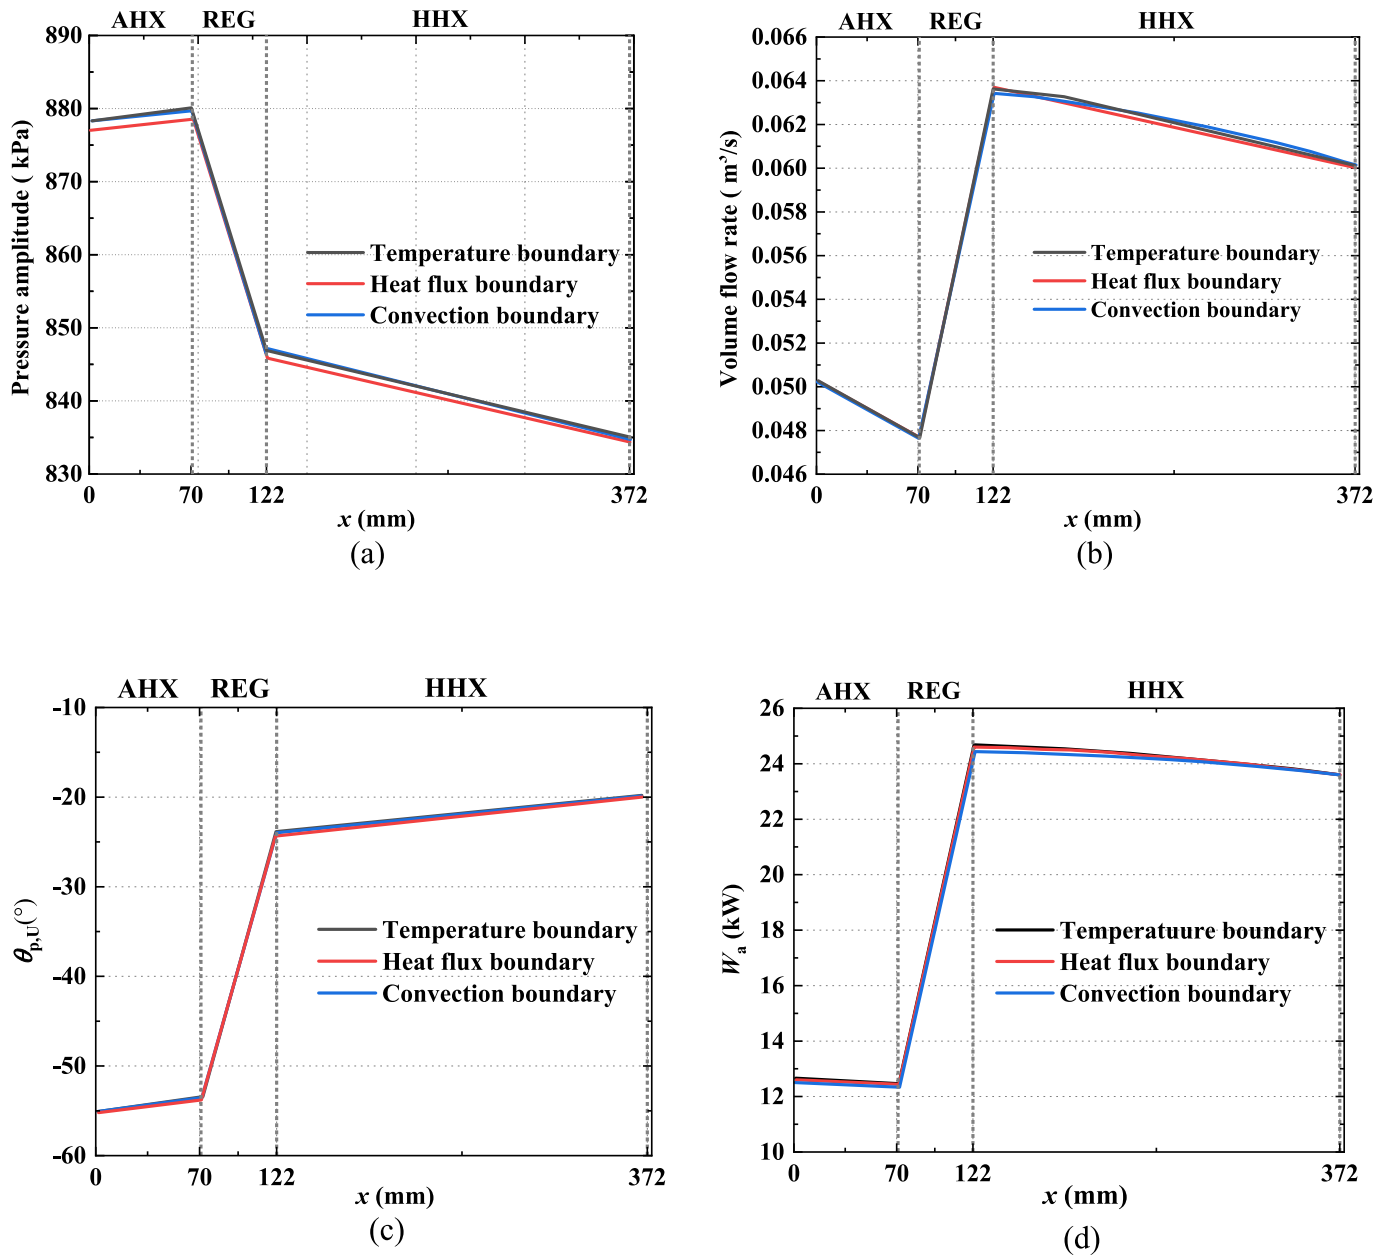 AHX REG HHX
890
880
870
860
850
840
830
Pressure amplitude ( kPa)
Temperature boundary
Heat flux boundary
Convection boundary
0 70 122 372
x (mm)
(a)
AHX REG HHX
0.066
0.064
0.062
0.060
0.058
0.056
0.054
0.052
0.050
0.048
0.046
Volume flow rate ( m³/s)
Temperature boundary
Heat flux boundary
Convection boundary
0 70 122 372
x (mm)
(b)
AHX REG HHX
-10
-20
-30
-40
-50
-60
θp,U(°)
Temperature boundary
Heat flux boundary
Convection boundary
0 70 122 372
x (mm)
(c)
AHX REG HHX
26
24
22
20
18
16
14
12
10
Wa (kW)
Temperatuure boundary
Heat flux boundary
Convection boundary
0 70 122 372
x (mm)
(d)